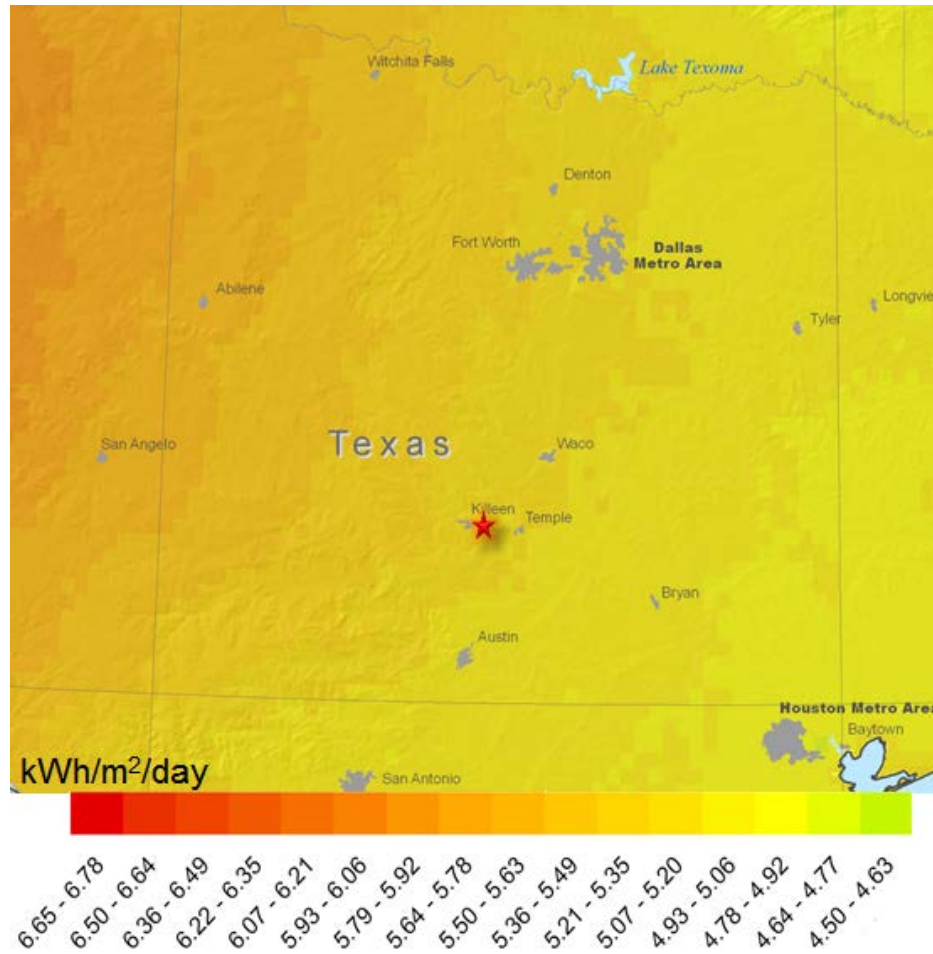 Witchita Falls
Lake Texoma
Denton
Fort Worth
Dallas
Metro Area
Abilene
Longvie
Tyler
San Angelo
Texas
Waco
Killeen
Temple
Bryan
Austin
Houston Metro Area
Baytown
kWh/m²/day
San Antonio
6.65 - 6.78
6.50 - 6.64
6.36 - 6.49
6.22 - 6.35
6.07 - 6.21
5.93 - 6.06
5.79 - 5.92
5.64 - 5.78
5.50 - 5.63
5.36 - 5.49
5.21 - 5.35
5.07 - 5.20
4.93 - 5.06
4.78 - 4.92
4.64 - 4.77
4.50 - 4.63